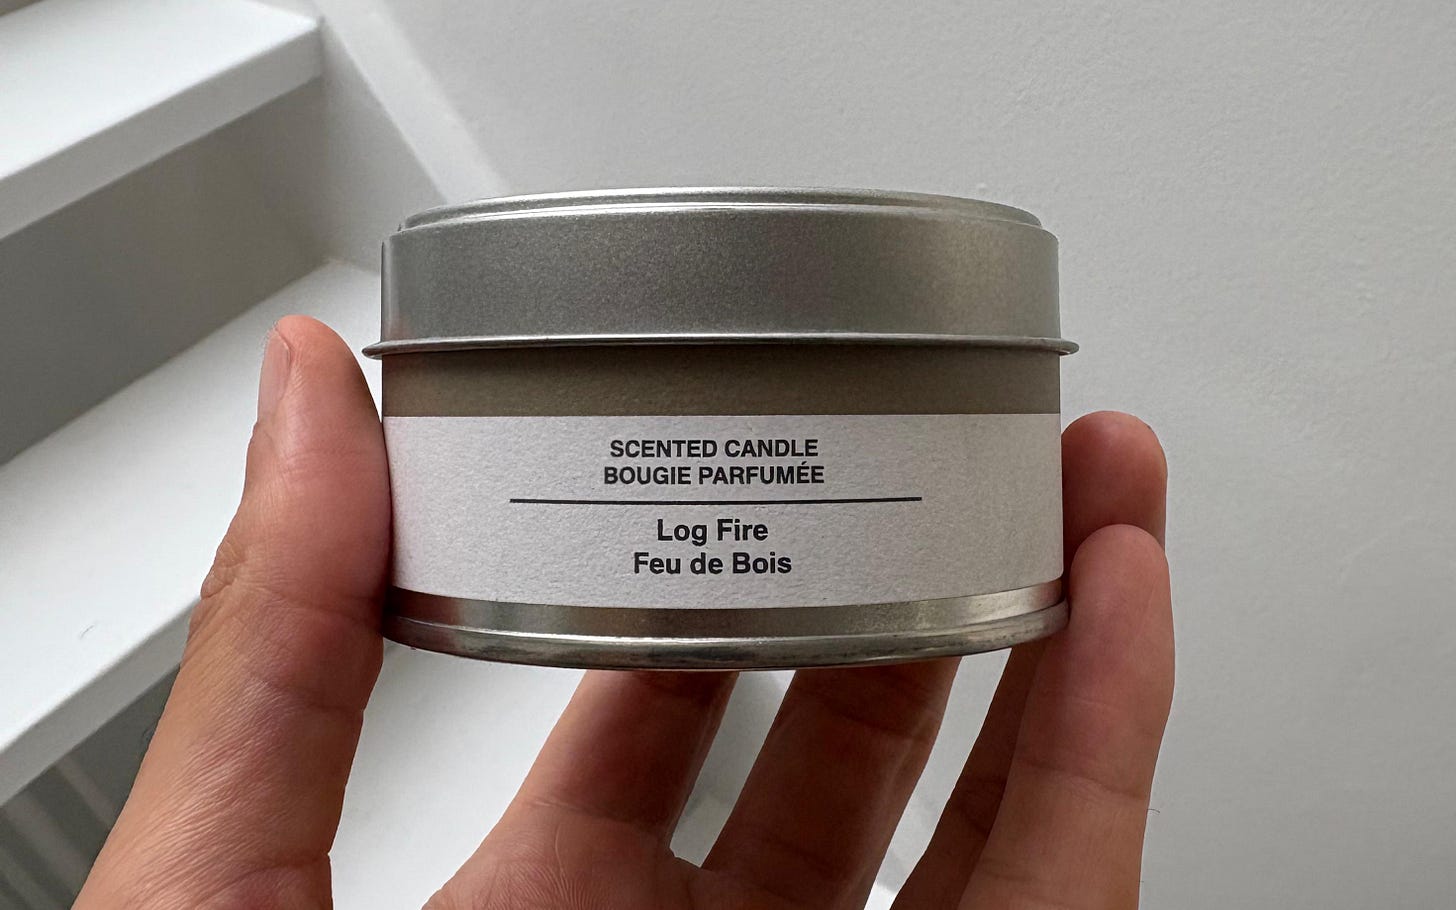 SCENTED CANDLE
BOUGIE PARFUMÉE
Log Fire
Feu de Bois